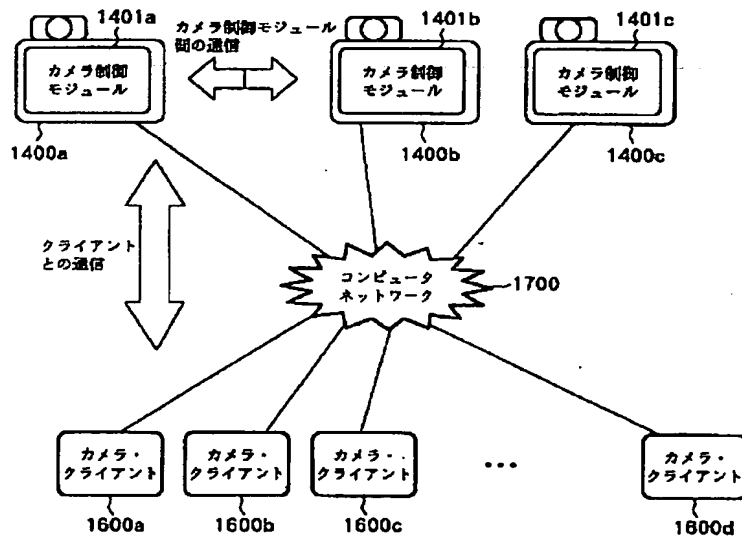 1401a
カメラ制御モジュール
間の通信
1401b
1401c
カメラ制御
モジュール
カメラ制御
モジュール
カメラ制御
モジュール
1400a
1400b
1400c
クライアント
との通信
コンピュータ
ネットワーク
1700
カメラ・
クライアント
カメラ・
クライアント
カメラ・
クライアント
...
カメラ・
クライアント
1600a
1600b
1600c
1600d